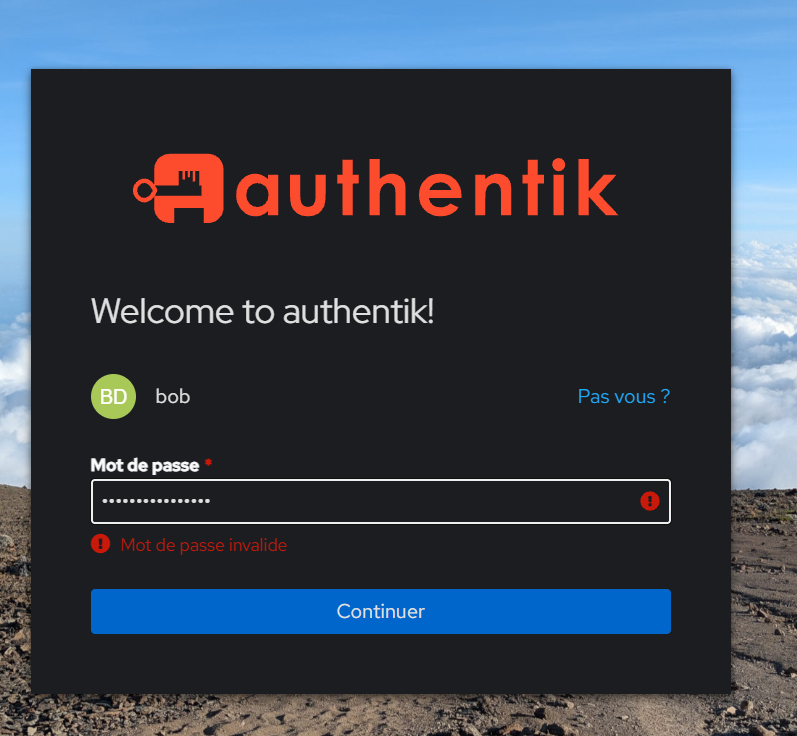 authentik
Welcome to authentik!
BD bob Pas vous ?
Mot de passe *
••••••••••••••••
Mot de passe invalide
Continuer